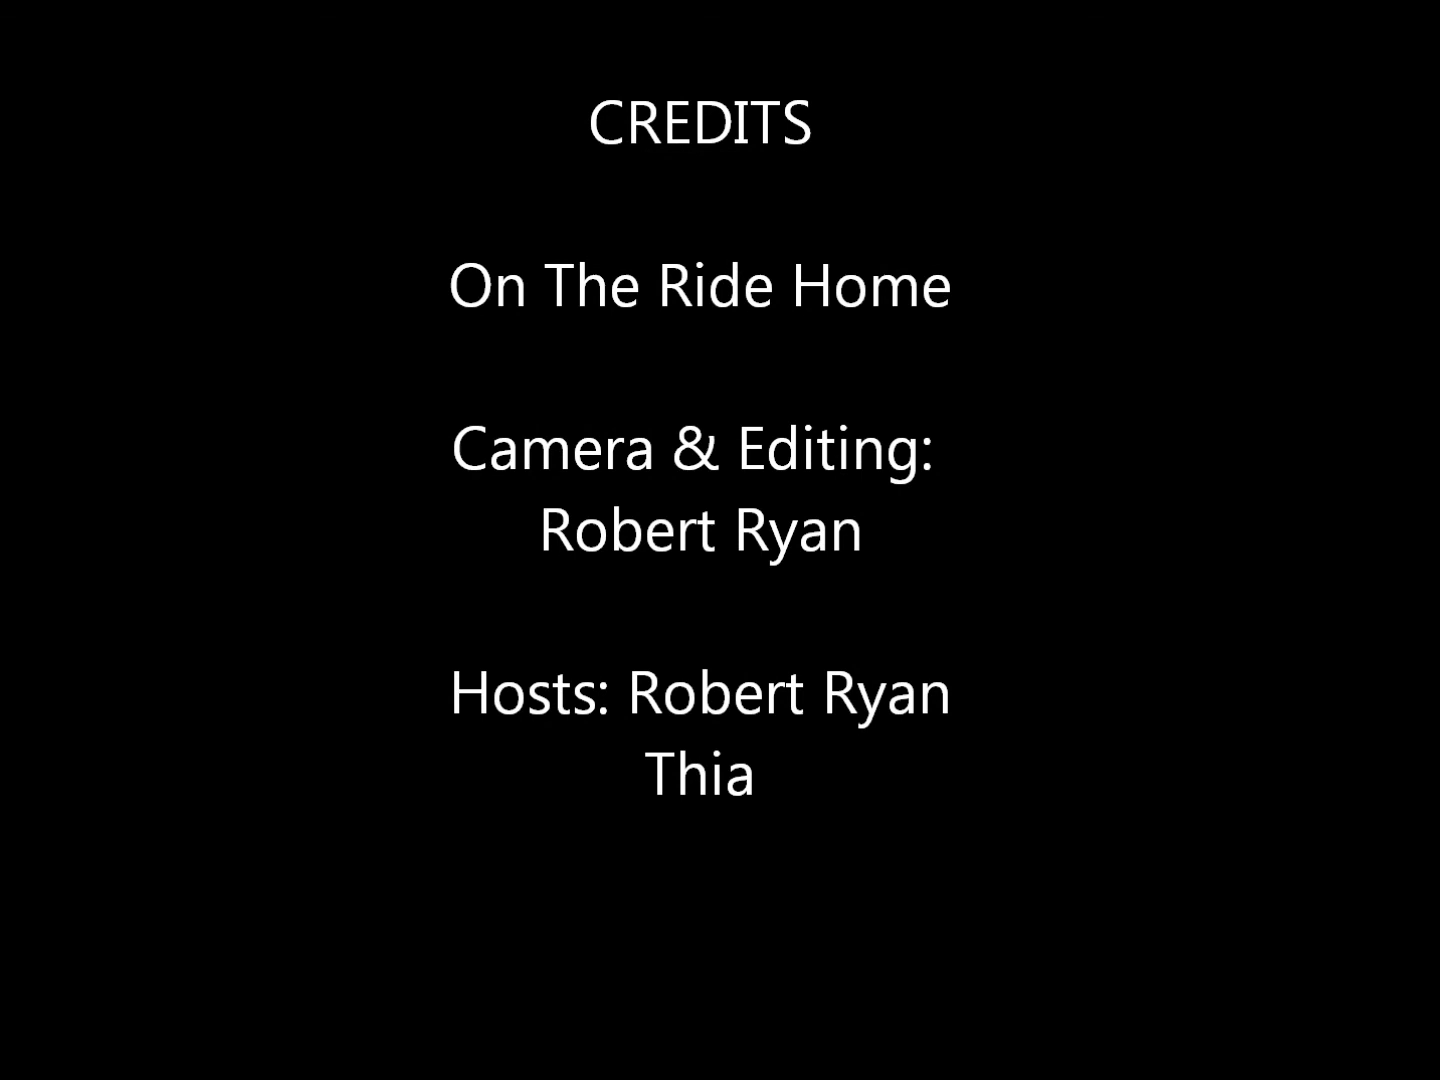 CREDITS
On The Ride Home
Camera & Editing:
Robert Ryan
Hosts: Robert Ryan
Thia